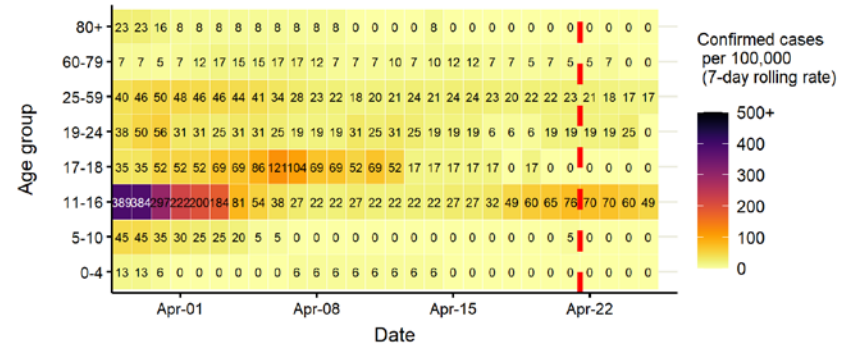 80+ 23 23 16 8 8 8 8 8 8 8 8 8 0 0 0 0 8 0 0 0 0 0 0 0 0 0 0 0
60-79 7 7 5 7 12 17 15 15 17 17 12 7 7 7 10 7 10 12 12 7 7 5 7 5 5 7 0 0
25-59 40 46 50 48 46 46 44 41 34 28 23 22 18 20 21 24 21 24 24 23 20 22 22 23 21 18 17 17
19-24 38 50 56 31 31 25 31 31 25 19 19 19 31 25 31 25 19 19 19 6 6 6 19 19 19 19 25 0
17-18 35 35 52 52 52 69 69 86 121 104 69 69 52 69 52 17 17 17 17 17 0 17 0 0 0 0 0 0
11-16 389 384 297 222 200 184 81 54 38 27 22 22 27 22 22 22 22 27 27 32 49 60 65 76 70 70 60 49
5-10 45 45 35 30 25 25 20 5 5 0 0 0 0 0 0 0 0 0 0 0 0 0 0 5 0 0 0 0
0-4 13 13 6 0 0 0 0 0 0 6 6 6 6 6 6 6 6 0 0 0 0 0 0 0 0 0 0 0
Age group
Apr-01 Apr-08 Apr-15 Apr-22
Date
Confirmed cases
per 100,000
(7-day rolling rate)
500+
400
300
200
100
0